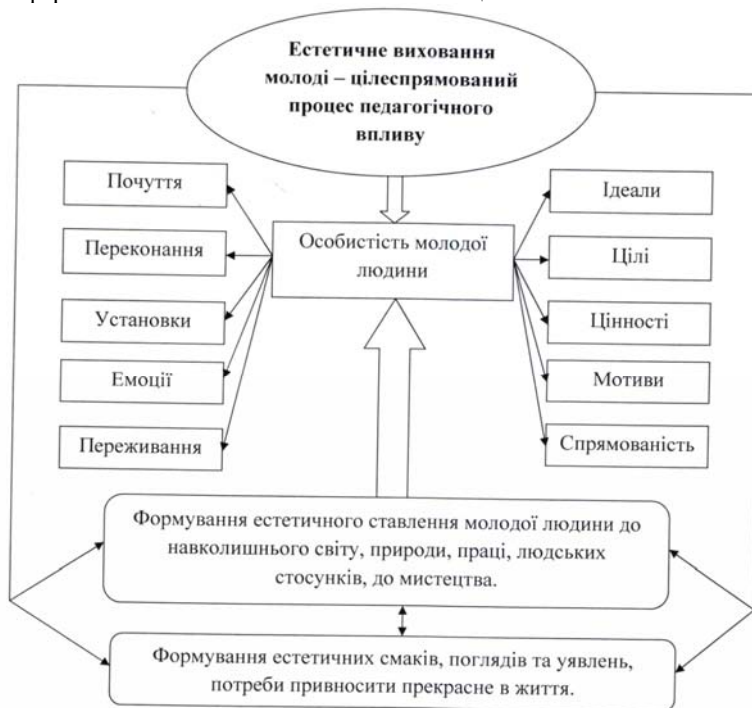 Естетичне виховання
молоді – цілеспрямований
процес педагогічного
впливу
Почуття
Переконання
Установки
Емоції
Переживання
Особистість молодої
людини
Ідеали
Цілі
Цінності
Мотиви
Спрямованість
Формування естетичного ставлення молодої людини до
навколишнього світу, природи, праці, людських
стосунків, до мистецтва.
Формування естетичних смаків, поглядів та уявлень,
потреби привносити прекрасне в життя.